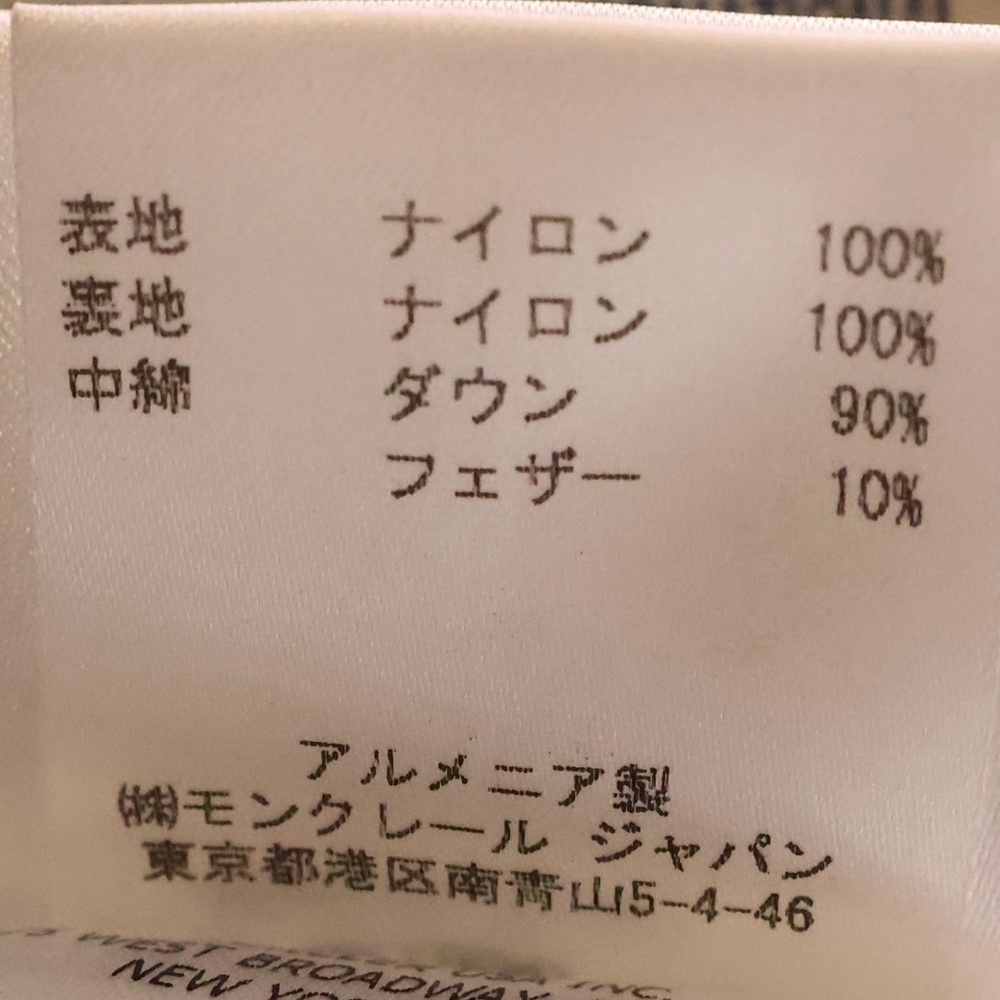 表地 ナイロン 100%
裏地 ナイロン 100%
中綿 ダウン 90%
フェザー 10%
アルメニア製
㈱モンクレール ジャパン
東京都港区南青山5-4-46
WEST BROADWAY
USA INC.
NEW